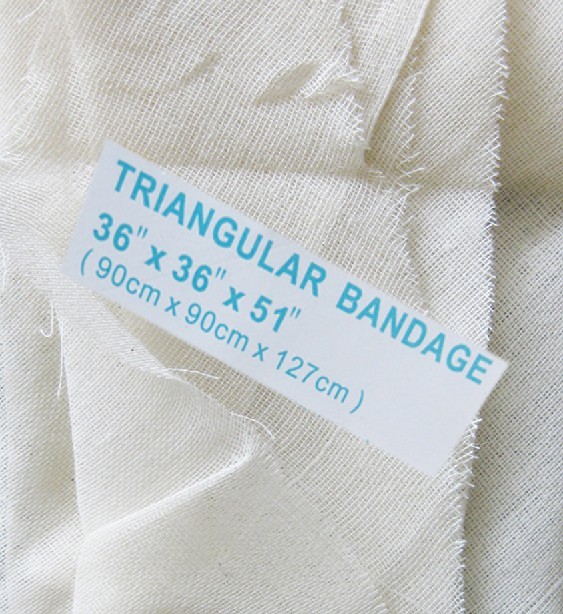 TRIANGULAR BANDAGE
36" x 36" x 51"
( 90cm x 90cm x 127cm )